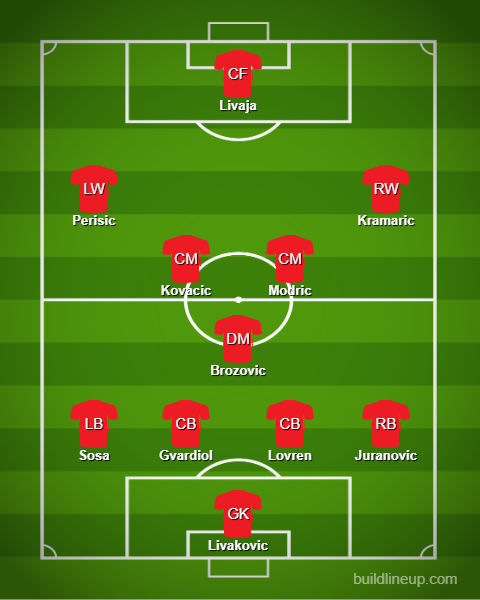 CF
Livaja
LW
RW
Perisic
Kramaric
CM
CM
Kovacic
Modric
DM
Brozovic
LB
CB
CB
RB
Sosa
Gvardiol
Lovren
Juranovic
GK
Livakovic
buildlineup.com